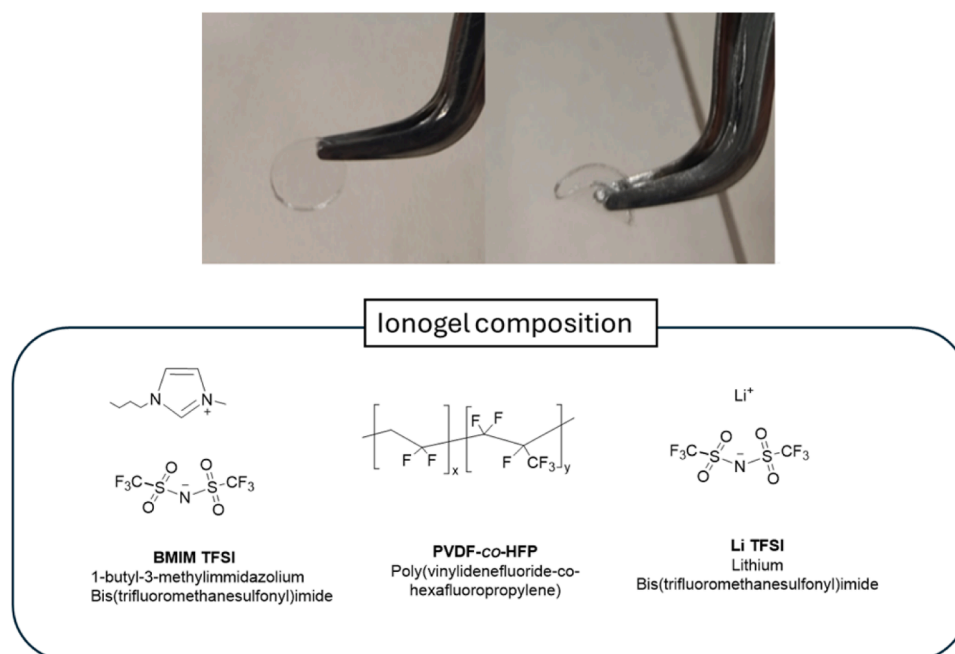 Ionogel composition
N
N
+
F₃C
O
S
O
N
−
O
S
O
CF₃
BMIM TFSI
1-butyl-3-methylimmidazolium
Bis(trifluoromethanesulfonyl)imide
F F
x
F F
F
CF₃
y
PVDF-co-HFP
Poly(vinylidenefluoride-co-
hexafluoropropylene)
Li⁺
F₃C
O
S
O
N
−
O
S
O
CF₃
Li TFSI
Lithium
Bis(trifluoromethanesulfonyl)imide